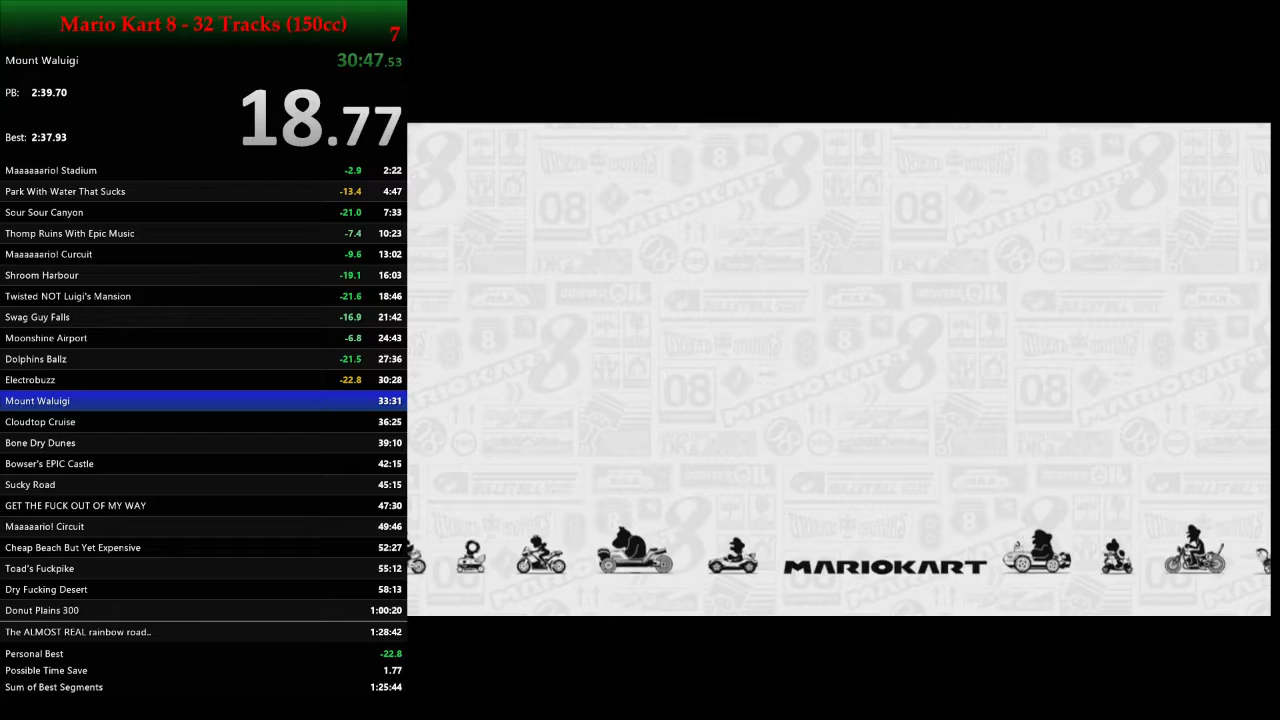 Mario Kart 8 - 32 Tracks (150cc)
7
Mount Waluigi 30:47.53
PB: 2:39.70
18.77
Best: 2:37.93
Maaaaaario! Stadium -2.9 2:22
Park With Water That Sucks -13.4 4:47
Sour Sour Canyon -21.0 7:33
Thomp Ruins With Epic Music -7.4 10:23
Maaaaaario! Curcuit -9.6 13:02
Shroom Harbour -19.1 16:03
Twisted NOT Luigi's Mansion -21.6 18:46
Swag Guy Falls -16.9 21:42
Moonshine Airport -6.8 24:43
Dolphins Ballz -21.5 27:36
Electrobuzz -22.8 30:28
Mount Waluigi 33:31
Cloudtop Cruise 36:25
Bone Dry Dunes 39:10
Bowser's EPIC Castle 42:15
Sucky Road 45:15
GET THE FUCK OUT OF MY WAY 47:30
Maaaaario! Circuit 49:46
Cheap Beach But Yet Expensive 52:27
Toad's Fuckpike 55:12
Dry Fucking Desert 58:13
Donut Plains 300 1:00:20
The ALMOST REAL rainbow road.. 1:28:42
Personal Best -22.8
Possible Time Save 1.77
Sum of Best Segments 1:25:44
MARIOKART